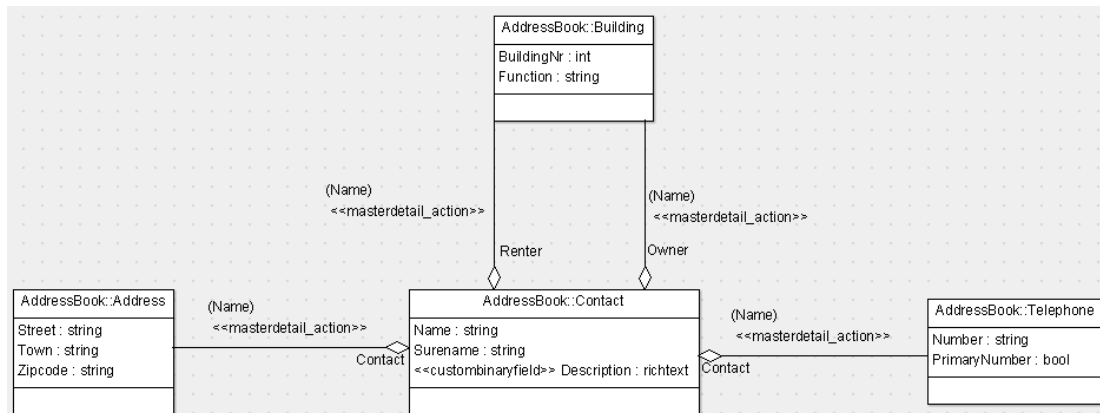 AddressBook::Building
BuildingNr : int
Function : string
(Name)
<<masterdetail_action>>
Renter
(Name)
<<masterdetail_action>>
Owner
AddressBook::Address
Street : string
Town : string
Zipcode : string
(Name)
<<masterdetail_action>>
Contact
AddressBook::Contact
Name : string
Surename : string
<<custombinaryfield>> Description : richtext
(Name)
<<masterdetail_action>>
Contact
AddressBook::Telephone
Number : string
PrimaryNumber : bool